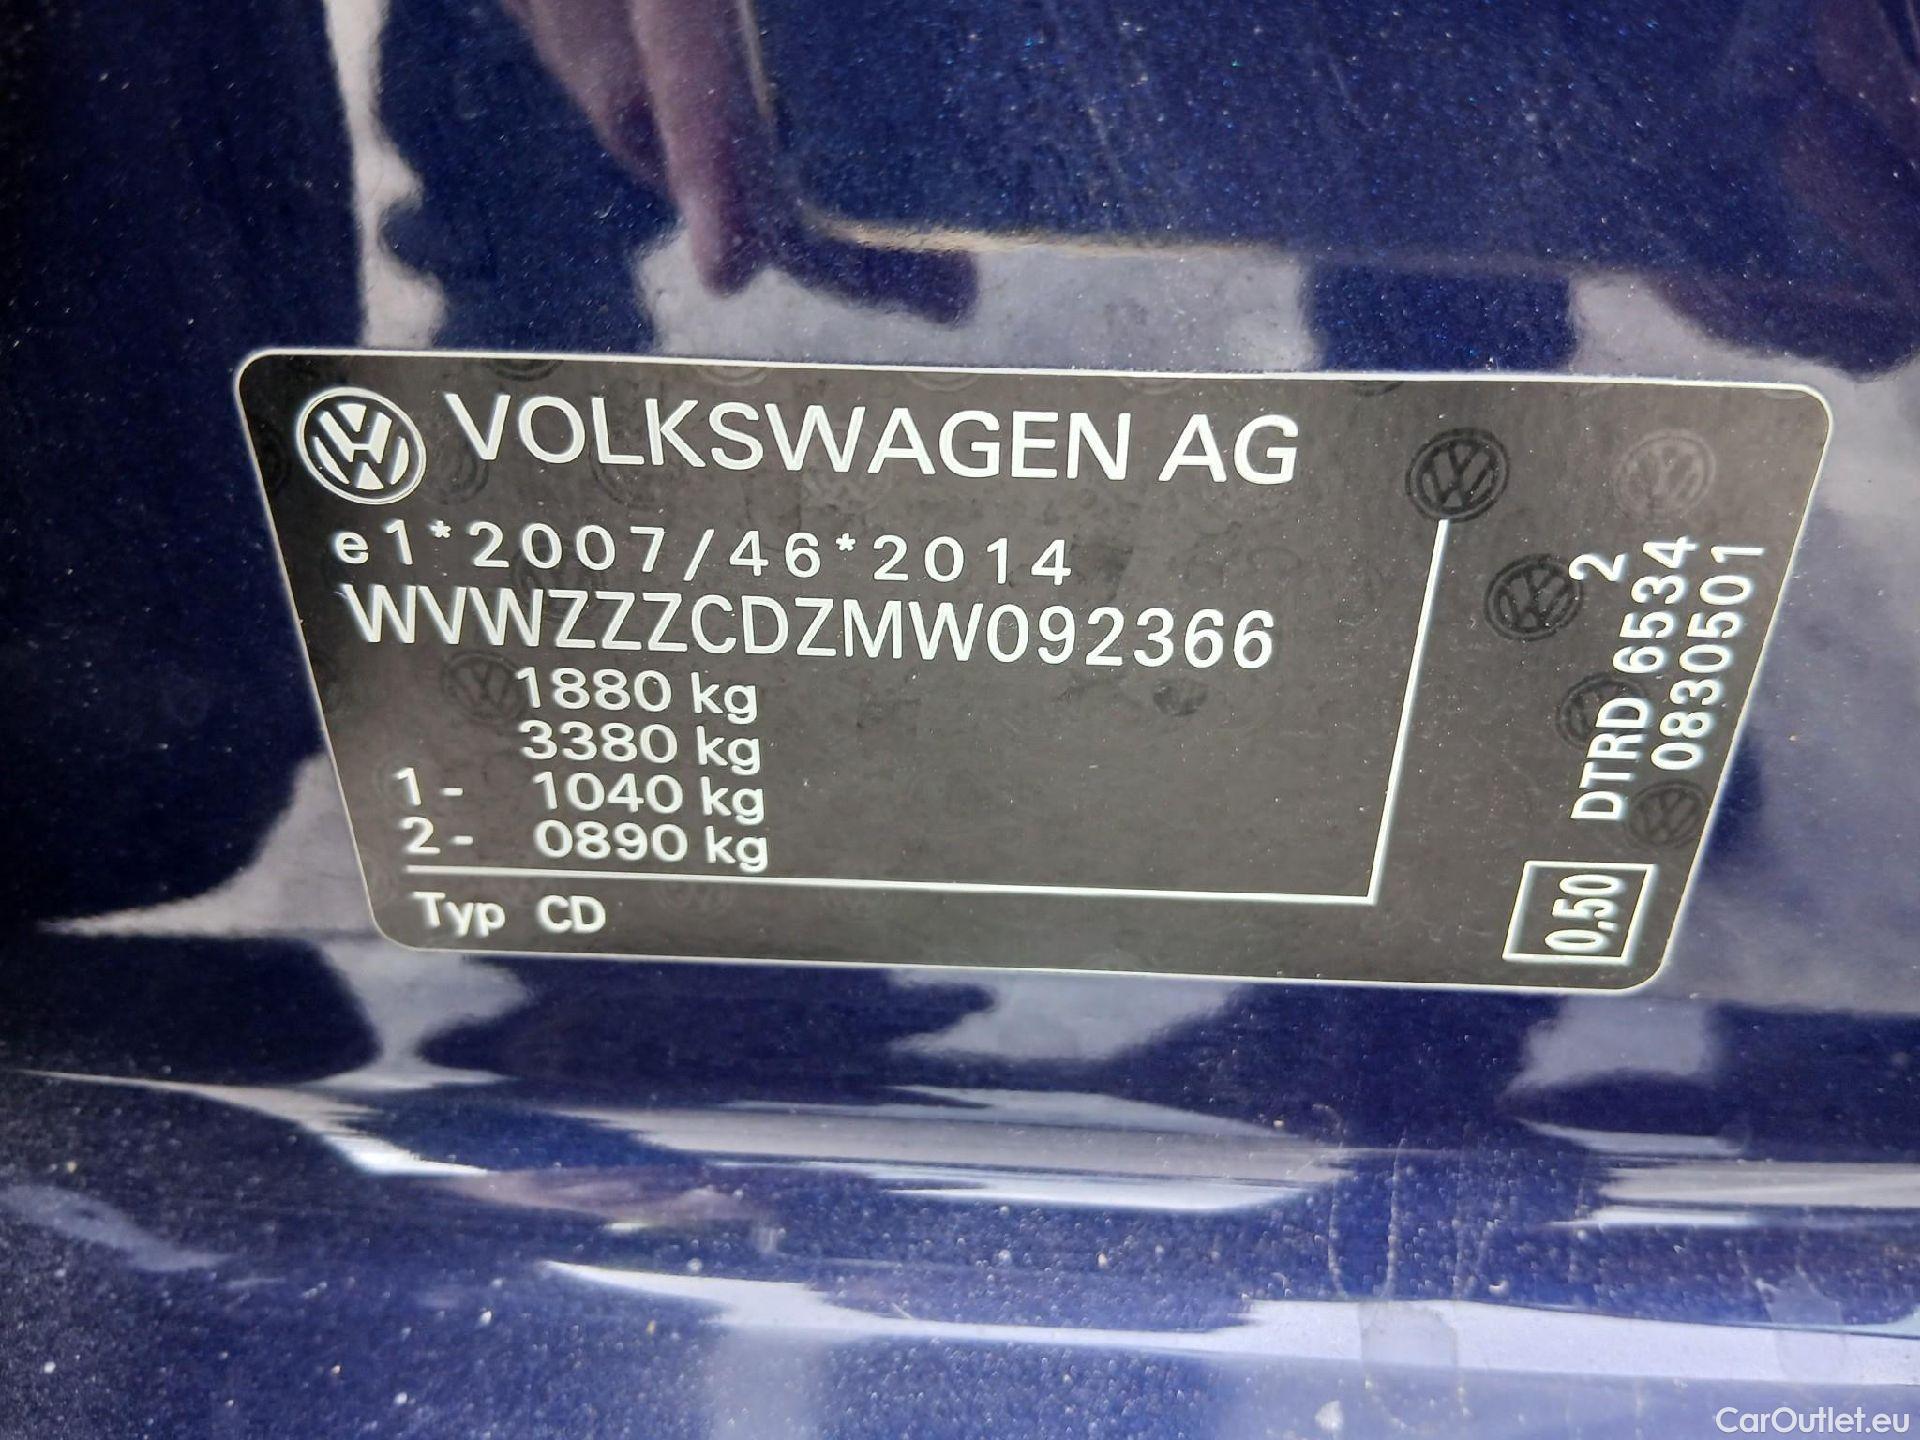 VOLKSWAGEN AG
e1*2007/46*2014
WVWZZZCDZMW092366
1880 kg
3380 kg
1- 1040 kg
2- 0890 kg
Typ CD
2
DTRD 6534
0830501
0,50
CarOutlet.eu